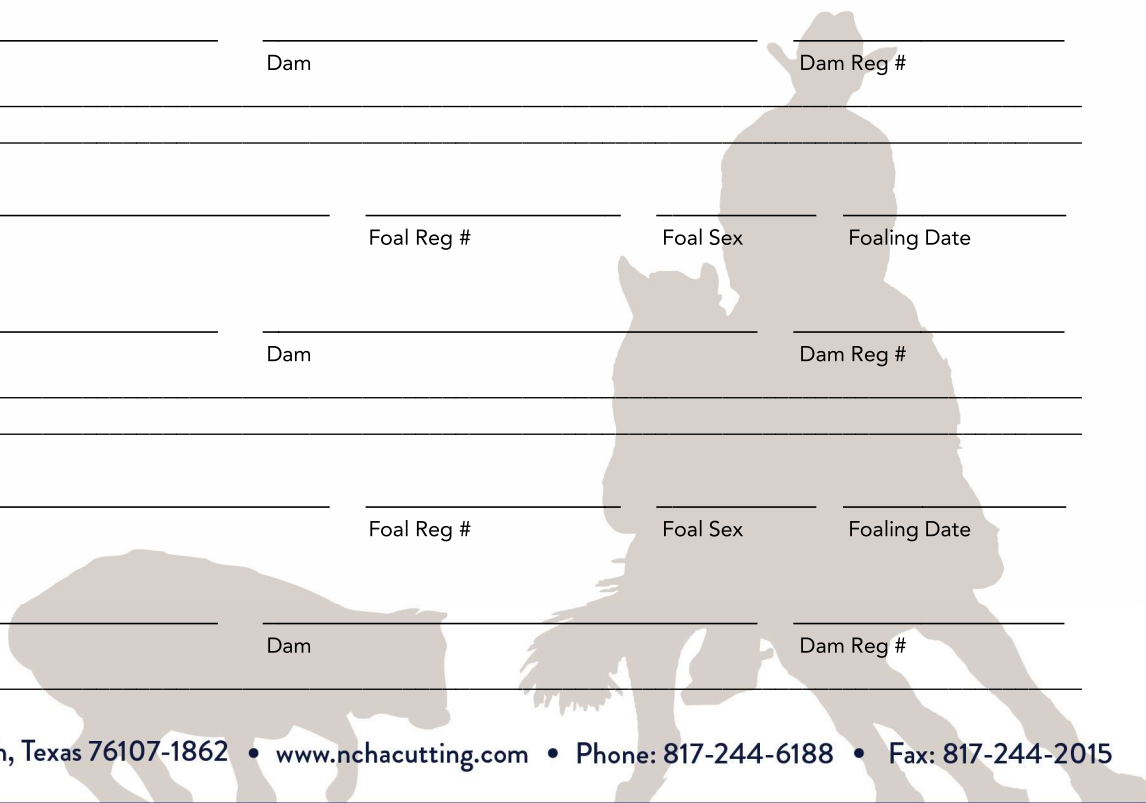 Dam Dam Reg #
Foal Reg # Foal Sex Foaling Date
Dam Dam Reg #
Foal Reg # Foal Sex Foaling Date
Dam Dam Reg #
Texas 76107-1862 • www.nchacutting.com • Phone: 817-244-6188 • Fax: 817-244-2015